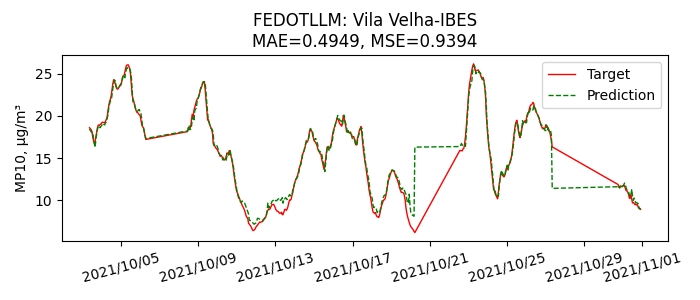 FEDOTLLM: Vila Velha-IBES
MAE=0.4949, MSE=0.9394
MP10, µg/m³
25
20
15
10
Target
Prediction
2021/10/05
2021/10/09
2021/10/13
2021/10/17
2021/10/21
2021/10/25
2021/10/29
2021/11/01